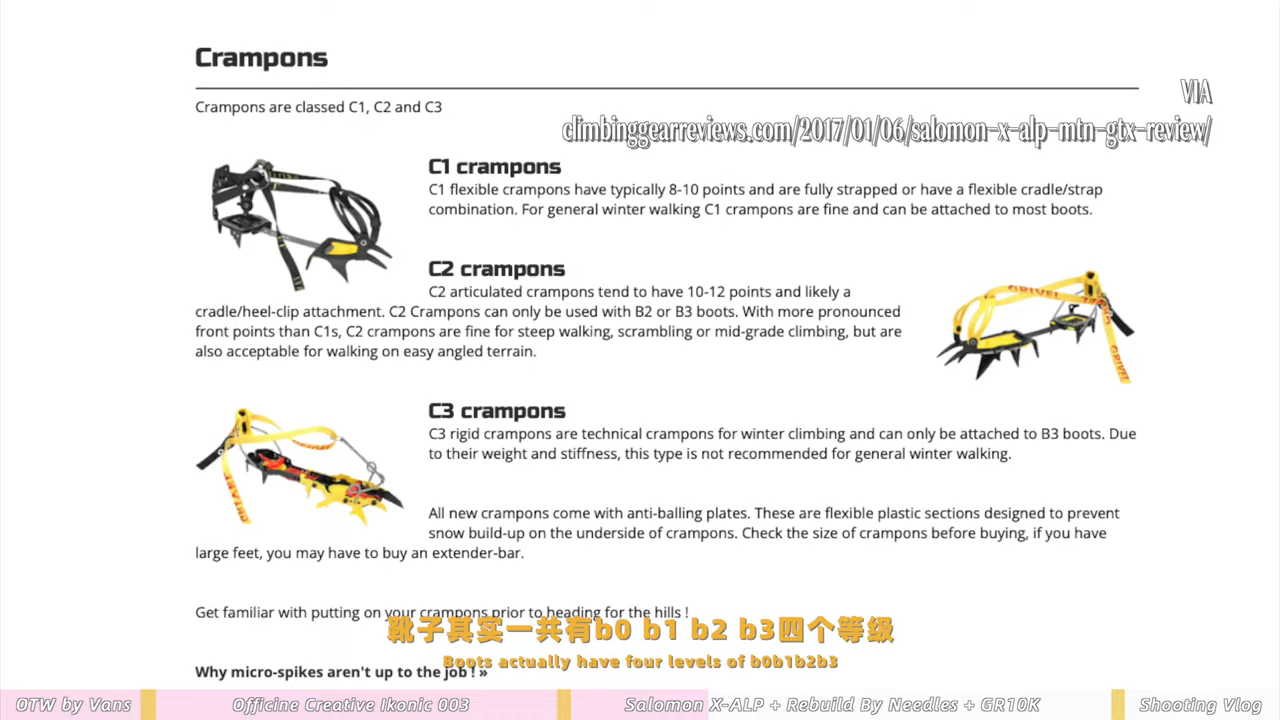 Crampons
VIA
climbinggearreviews.com/2017/01/06/salomon-x-alp-mtn-gtx-review/
Crampons are classed C1, C2 and C3
C1 crampons
C1 flexible crampons have typically 8-10 points and are fully strapped or have a flexible cradle/strap
combination. For general winter walking C1 crampons are fine and can be attached to most boots.
C2 crampons
C2 articulated crampons tend to have 10-12 points and likely a
cradle/heel-clip attachment. C2 Crampons can only be used with B2 or B3 boots. With more pronounced
front points than C1s, C2 crampons are fine for steep walking, scrambling or mid-grade climbing, but are
also acceptable for walking on easy angled terrain.
GRIVEL
GRIVEL
C3 crampons
C3 rigid crampons are technical crampons for winter climbing and can only be attached to B3 boots. Due
to their weight and stiffness, this type is not recommended for general winter walking.
All new crampons come with anti-balling plates. These are flexible plastic sections designed to prevent
snow build-up on the underside of crampons. Check the size of crampons before buying, if you have
large feet, you may have to buy an extender-bar.
Get familiar with putting on your crampons prior to heading for the hills !
靴子其实一共有b0 b1 b2 b3四个等级
Boots actually have four levels of b0b1b2b3
Why micro-spikes aren't up to the job ! »
OTW by Vans
Officine Creative Ikonic 003
Salomon X-ALP + Rebuild By Needles + GR10K
Shooting Vlog